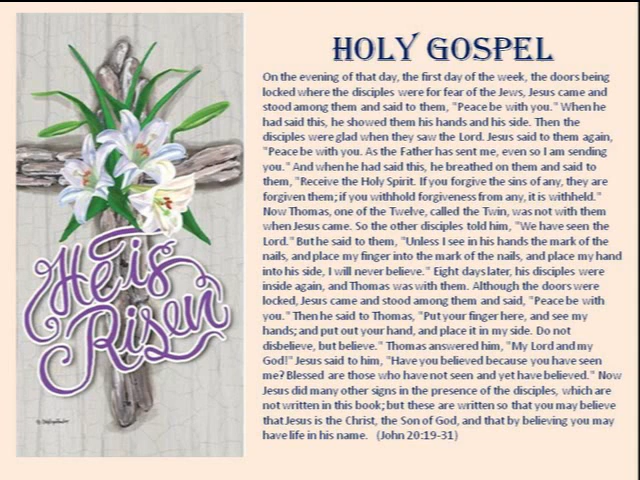 He is
Risen
HOLY GOSPEL
On the evening of that day, the first day of the week, the doors being
locked where the disciples were for fear of the Jews, Jesus came and
stood among them and said to them, "Peace be with you." When he
had said this, he showed them his hands and his side. Then the
disciples were glad when they saw the Lord. Jesus said to them again,
"Peace be with you. As the Father has sent me, even so I am sending
you." And when he had said this, he breathed on them and said to
them, "Receive the Holy Spirit. If you forgive the sins of any, they are
forgiven them; if you withhold forgiveness from any, it is withheld."
Now Thomas, one of the Twelve, called the Twin, was not with them
when Jesus came. So the other disciples told him, "We have seen the
Lord." But he said to them, "Unless I see in his hands the mark of the
nails, and place my finger into the mark of the nails, and place my hand
into his side, I will never believe." Eight days later, his disciples were
inside again, and Thomas was with them. Although the doors were
locked, Jesus came and stood among them and said, "Peace be with
you." Then he said to Thomas, "Put your finger here, and see my
hands; and put out your hand, and place it in my side. Do not
disbelieve, but believe." Thomas answered him, "My Lord and my
God!" Jesus said to him, "Have you believed because you have seen
me? Blessed are those who have not seen and yet have believed." Now
Jesus did many other signs in the presence of the disciples, which are
not written in this book; but these are written so that you may believe
that Jesus is the Christ, the Son of God, and that by believing you may
have life in his name. (John 20:19-31)